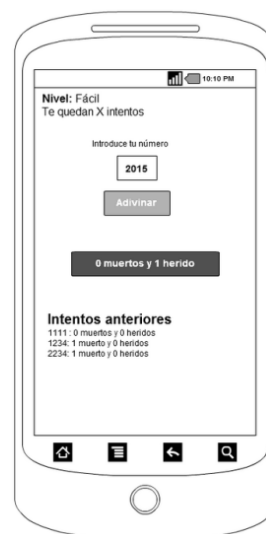 10:10 PM
Nivel: Fácil
Te quedan X intentos
Introduce tu número
2015
Adivinar
0 muertos y 1 herido
Intentos anteriores
1111 : 0 muertos y 0 heridos
1234: 1 muerto y 0 heridos
2234: 1 muerto y 0 heridos